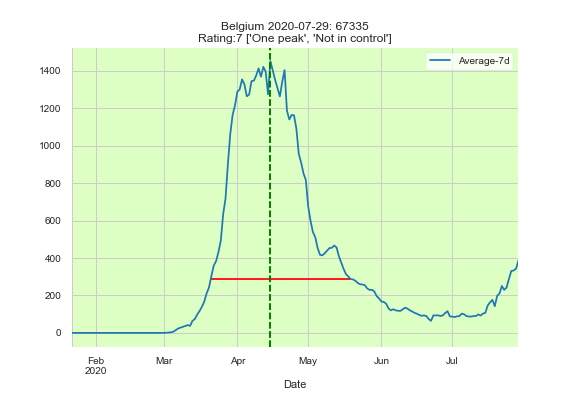 Belgium 2020-07-29: 67335
Rating:7 ['One peak', 'Not in control']
Average-7d
1400
1200
1000
800
600
400
200
0
Feb
2020
Mar
Apr
May
Jun
Jul
Date